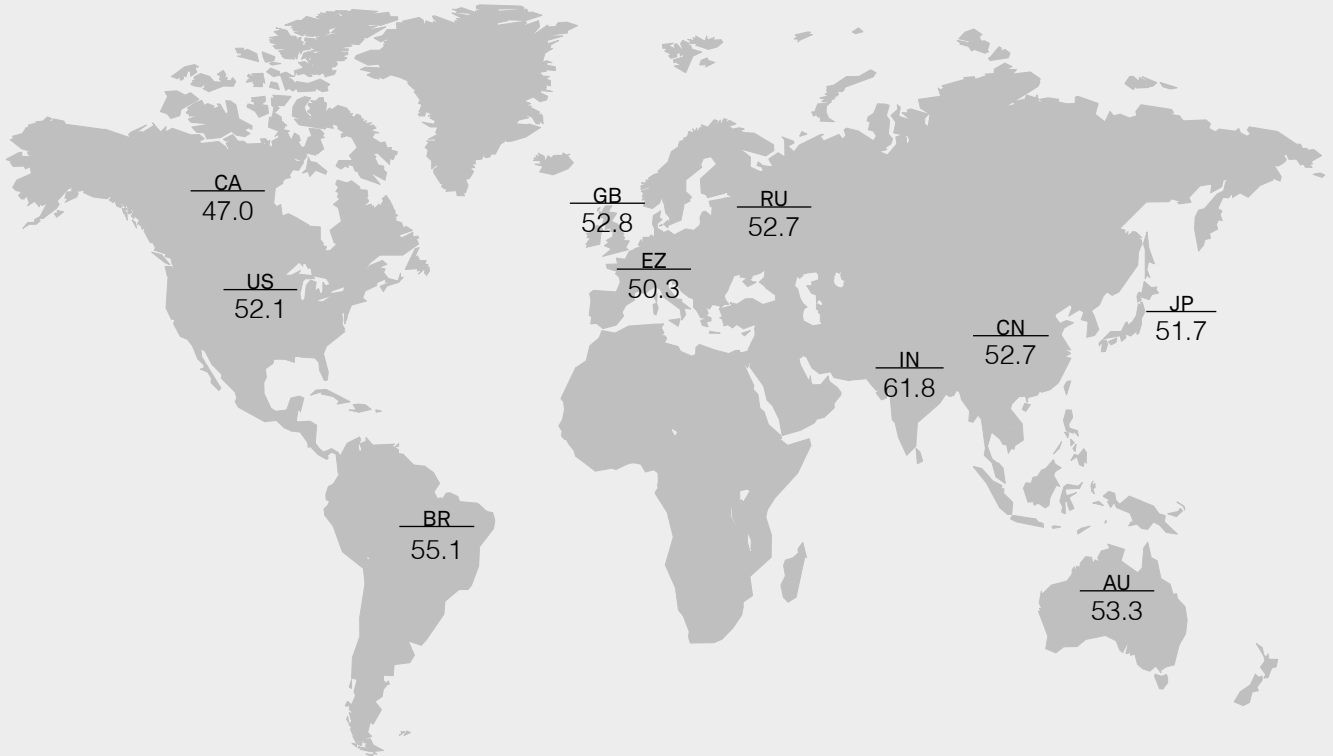 CA
47.0
GB
52.8
RU
52.7
EZ
50.3
US
52.1
JP
51.7
CN
52.7
IN
61.8
BR
55.1
AU
53.3